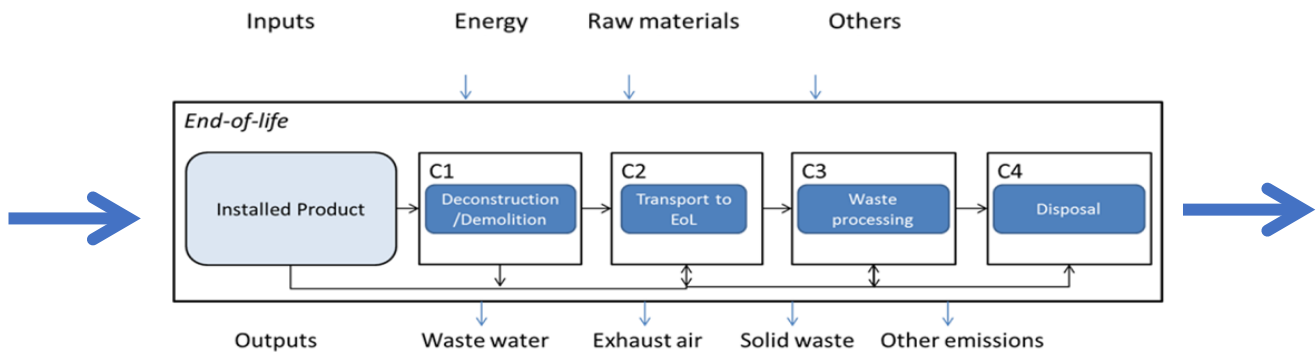 Inputs Energy Raw materials Others
End-of-life
Installed Product
C1
Deconstruction
/Demolition
C2
Transport to
EoL
C3
Waste
processing
C4
Disposal
Outputs Waste water Exhaust air Solid waste Other emissions